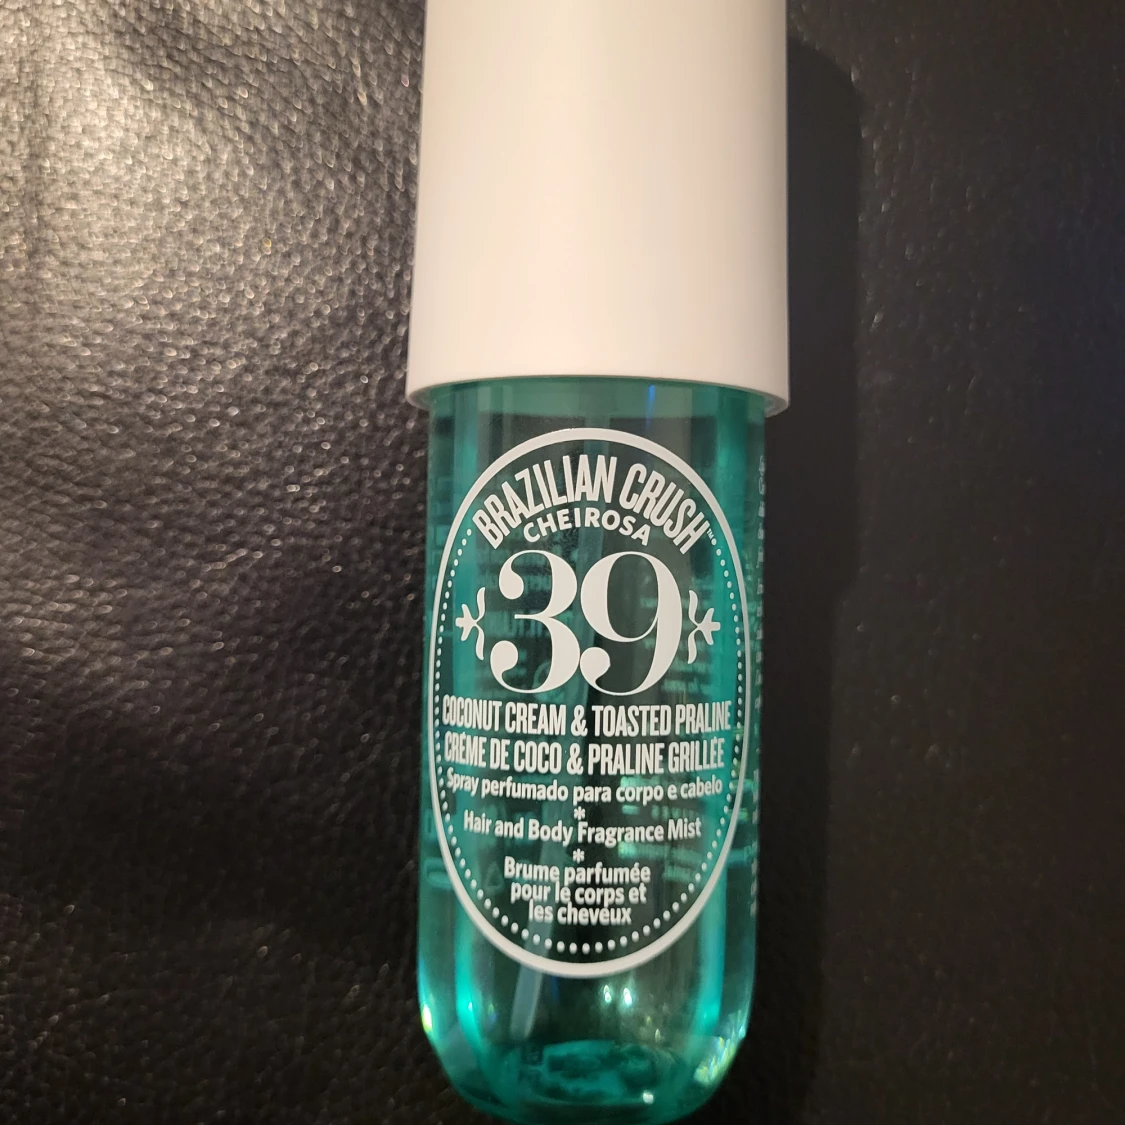 BRAZILIAN CRUSH™
CHEIROSA
39
COCONUT CREAM & TOASTED PRALINE
CRÈME DE COCO & PRALINE GRILLÉE
Spray perfumado para corpo e cabelo
*
Hair and Body Fragrance Mist
*
Brume parfumée
pour le corps et
les cheveux